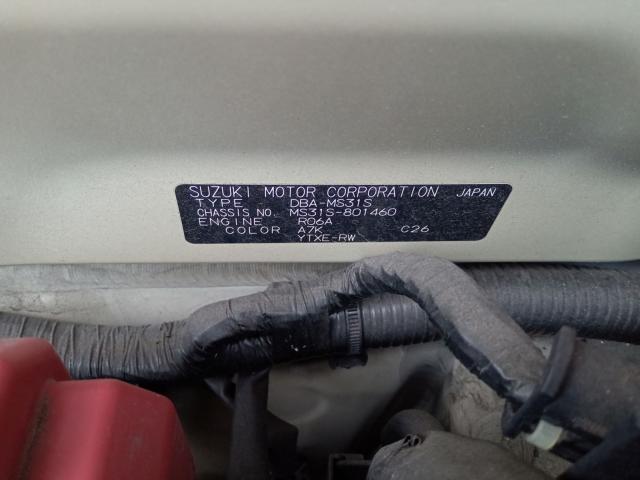 SUZUKI MOTOR CORPORATION JAPAN
TYPE DBA-MS31S
CHASSIS NO. MS31S-801460
ENGINE R06A
COLOR A7K C26
YTXE-RW